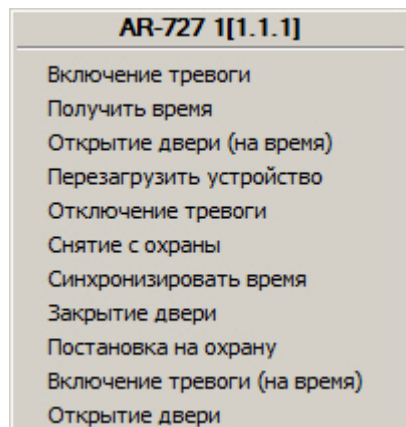 AR-727 1[1.1.1]
Включение тревоги
Получить время
Открытие двери (на время)
Перезагрузить устройство
Отключение тревоги
Снятие с охраны
Синхронизировать время
Закрытие двери
Постановка на охрану
Включение тревоги (на время)
Открытие двери